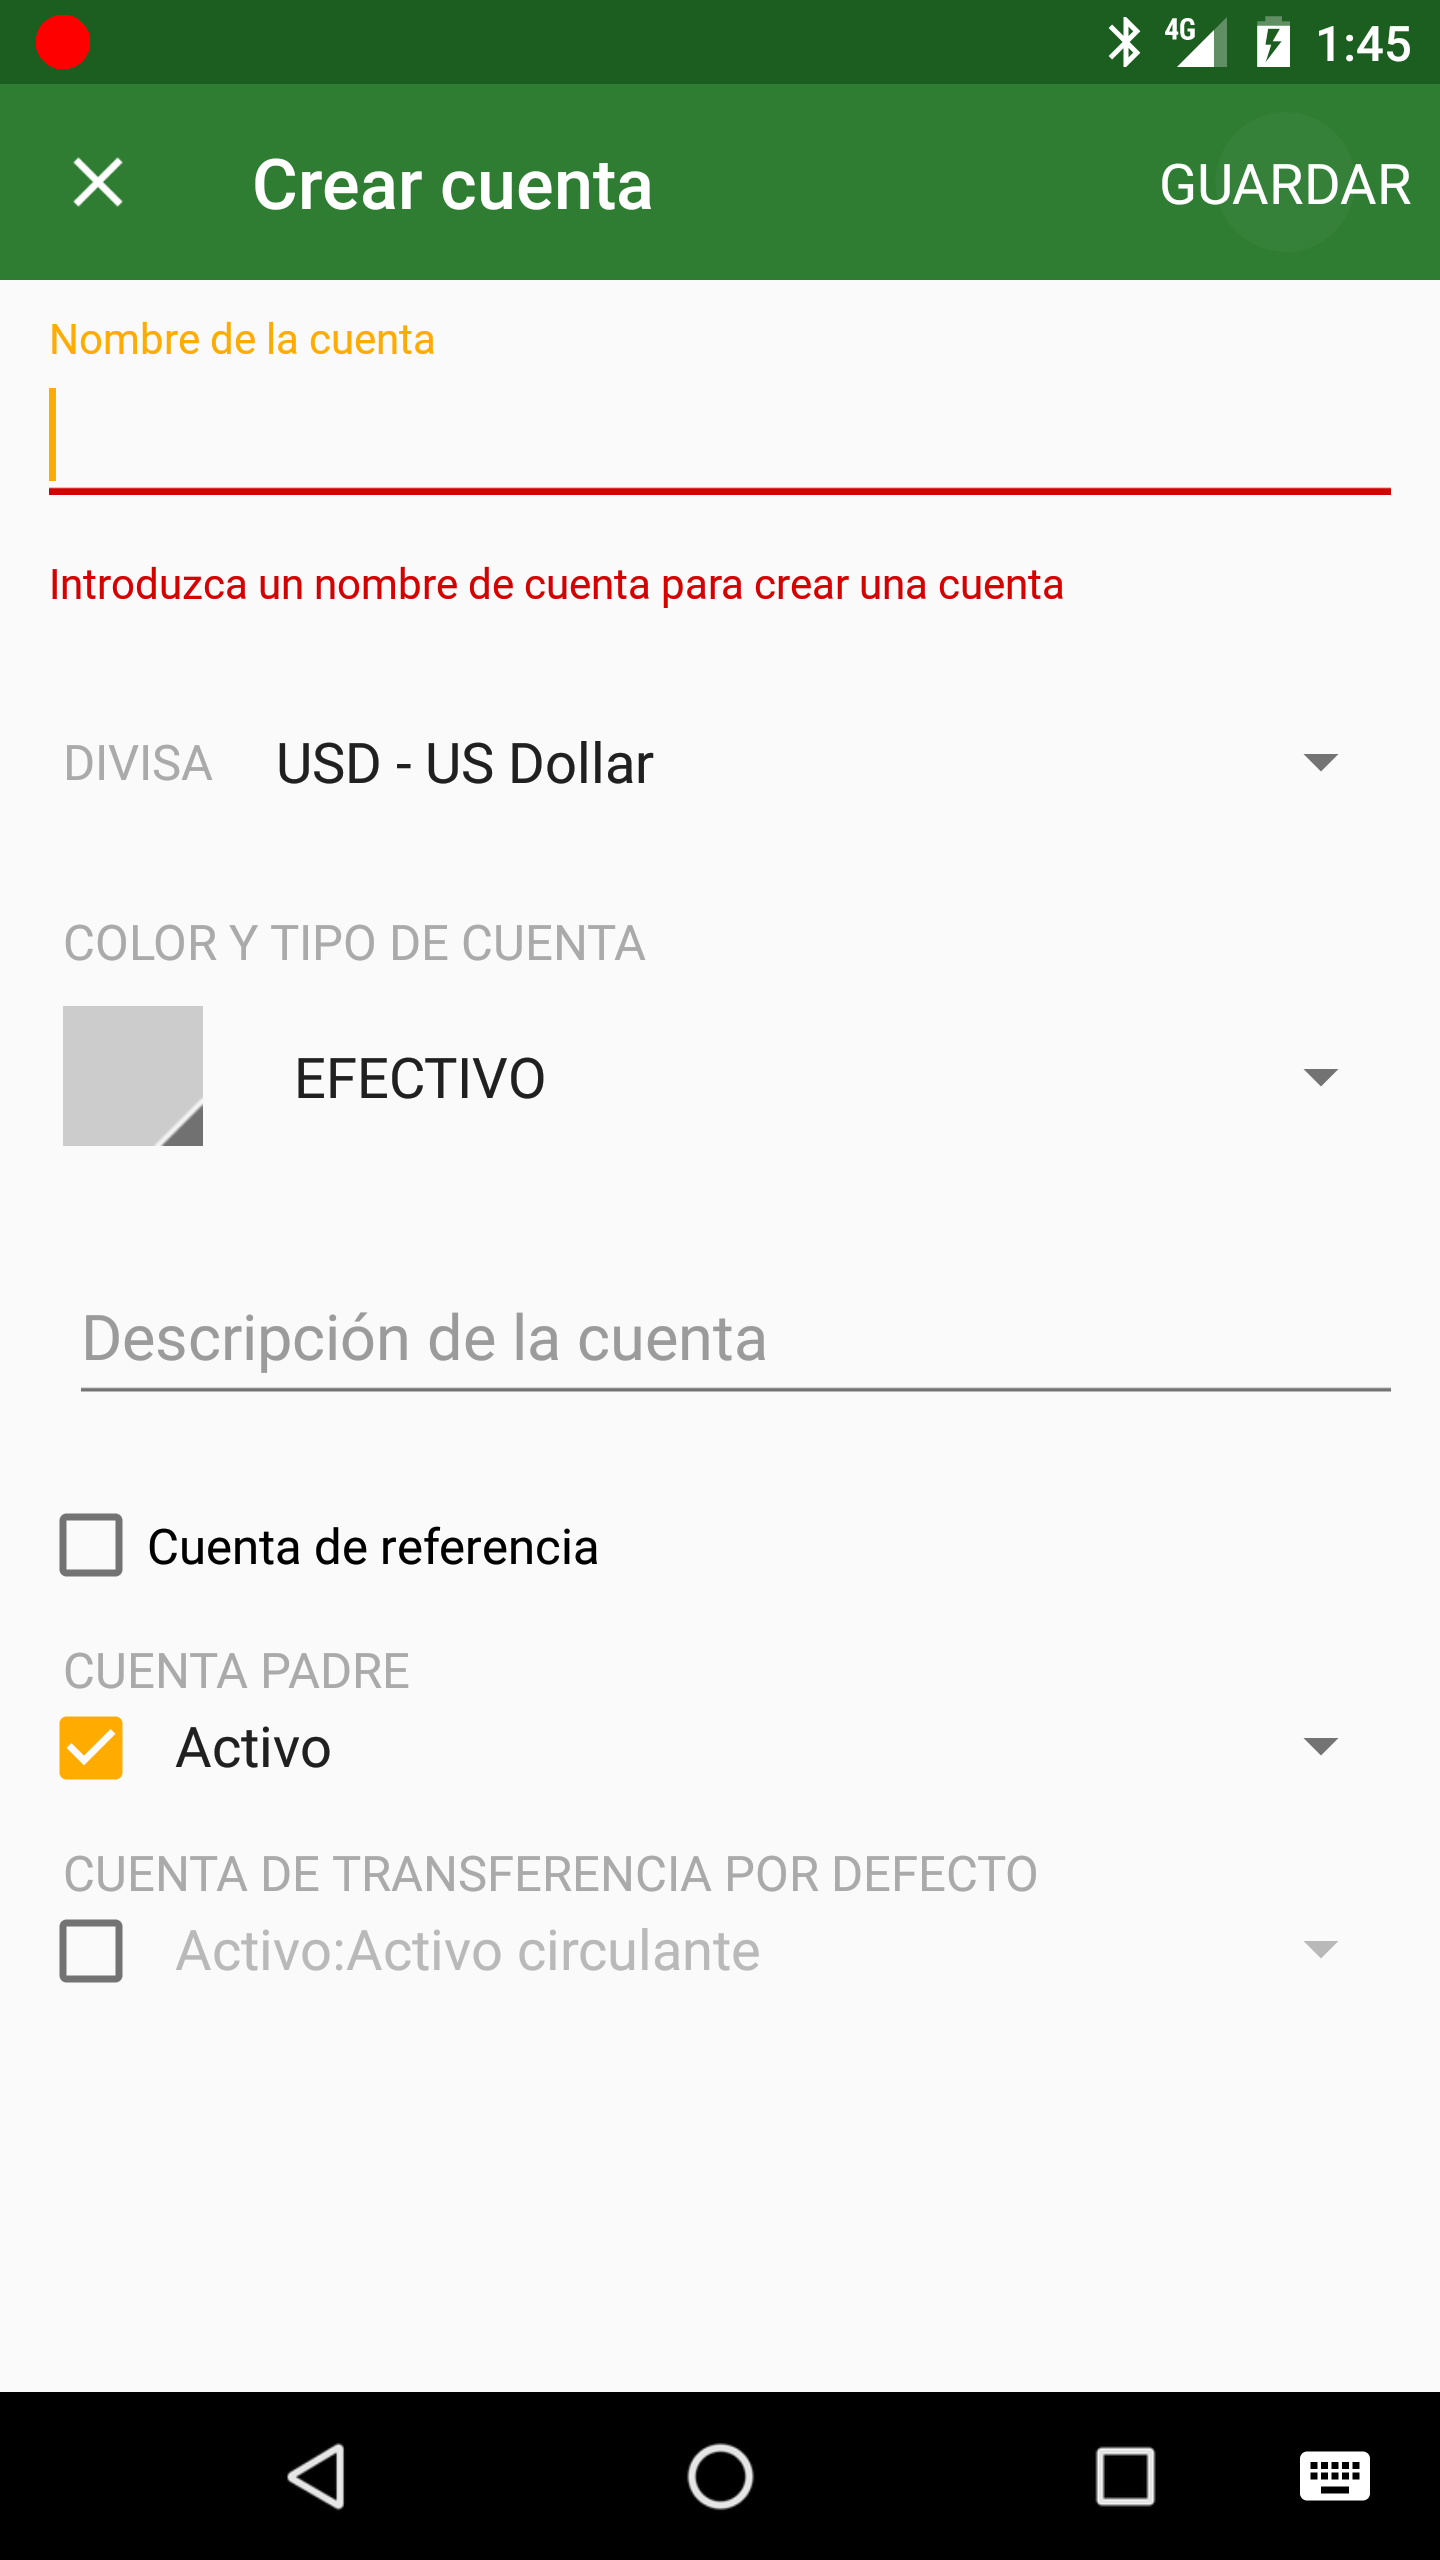 4G 1:45
Crear cuenta GUARDAR
Nombre de la cuenta
Introduzca un nombre de cuenta para crear una cuenta
DIVISA USD - US Dollar
COLOR Y TIPO DE CUENTA
EFECTIVO
Descripción de la cuenta
Cuenta de referencia
CUENTA PADRE
Activo
CUENTA DE TRANSFERENCIA POR DEFECTO
Activo:Activo circulante